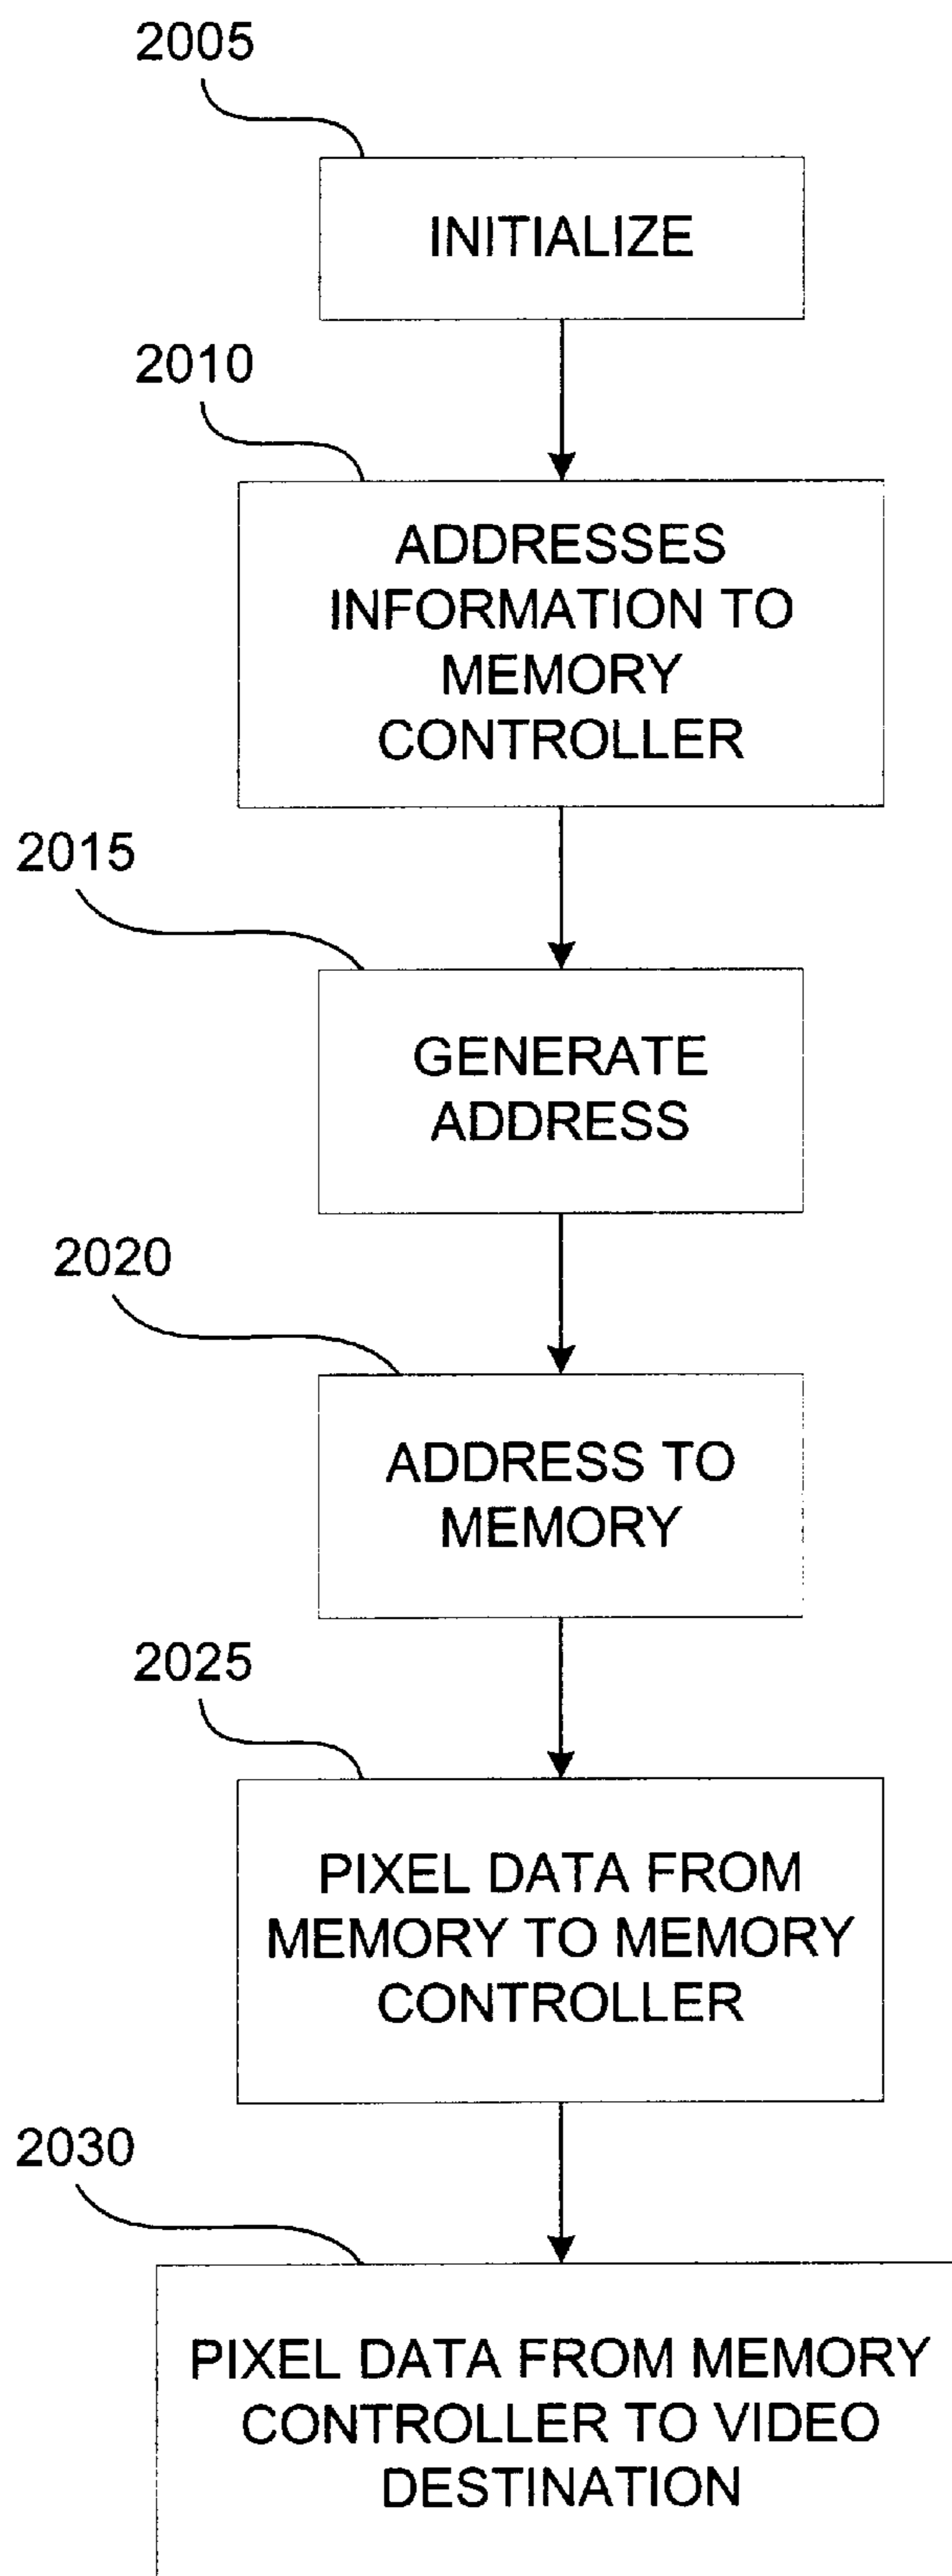 2005
INITIALIZE
2010
ADDRESSES
INFORMATION TO
MEMORY
CONTROLLER
2015
GENERATE
ADDRESS
2020
ADDRESS TO
MEMORY
2025
PIXEL DATA FROM
MEMORY TO MEMORY
CONTROLLER
2030
PIXEL DATA FROM MEMORY
CONTROLLER TO VIDEO
DESTINATION